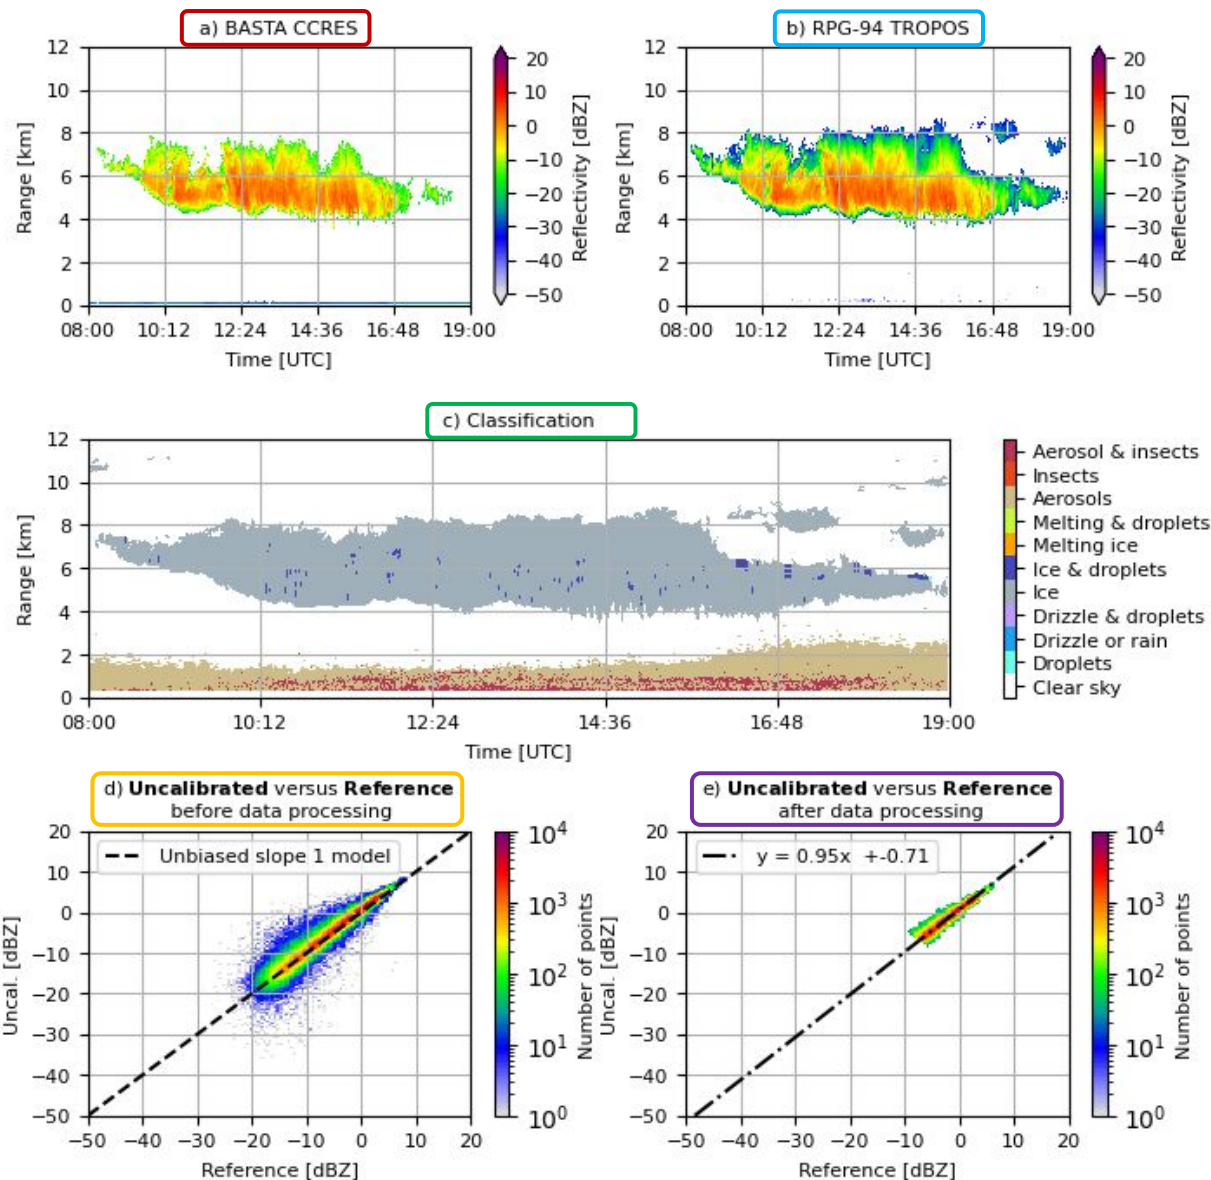 a) BASTA CCRES
b) RPG-94 TROPOS
12
10
8
6
4
2
0
Range [km]
08:00 10:12 12:24 14:36 16:48 19:00
Time [UTC]
20
10
0
−10
−20
−30
−40
−50
Reflectivity [dBZ]
12
10
8
6
4
2
0
Range [km]
08:00 10:12 12:24 14:36 16:48 19:00
Time [UTC]
20
10
0
−10
−20
−30
−40
−50
Reflectivity [dBZ]
c) Classification
12
10
8
6
4
2
0
Range [km]
08:00 10:12 12:24 14:36 16:48 19:00
Time [UTC]
Aerosol & insects
Insects
Aerosols
Melting & droplets
Melting ice
Ice & droplets
Ice
Drizzle & droplets
Drizzle or rain
Droplets
Clear sky
d) Uncalibrated versus Reference
before data processing
Unbiased slope 1 model
20
10
0
−10
−20
−30
−40
−50
Uncal. [dBZ]
−50 −40 −30 −20 −10 0 10 20
Reference [dBZ]
10⁴
10³
10²
10¹
10⁰
Number of points
e) Uncalibrated versus Reference
after data processing
y = 0.95x +-0.71
20
10
0
−10
−20
−30
−40
−50
Uncal. [dBZ]
−50 −40 −30 −20 −10 0 10 20
Reference [dBZ]
10⁴
10³
10²
10¹
10⁰
Number of points